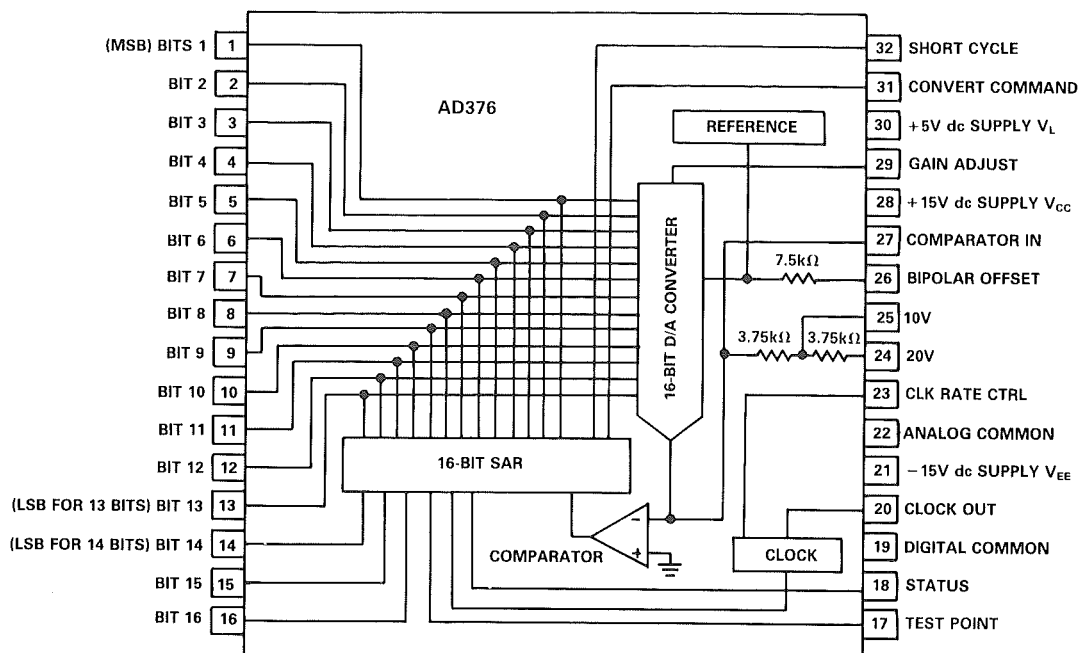 (MSB) BITS 1 1
BIT 2 2
BIT 3 3
BIT 4 4
BIT 5 5
BIT 6 6
BIT 7 7
BIT 8 8
BIT 9 9
BIT 10 10
BIT 11 11
BIT 12 12
(LSB FOR 13 BITS) BIT 13 13
(LSB FOR 14 BITS) BIT 14 14
BIT 15 15
BIT 16 16
AD376
REFERENCE
16-BIT D/A CONVERTER
7.5kΩ
3.75kΩ 3.75kΩ
16-BIT SAR
COMPARATOR
−
+
CLOCK
32 SHORT CYCLE
31 CONVERT COMMAND
30 +5V dc SUPPLY VL
29 GAIN ADJUST
28 +15V dc SUPPLY VCC
27 COMPARATOR IN
26 BIPOLAR OFFSET
25 10V
24 20V
23 CLK RATE CTRL
22 ANALOG COMMON
21 −15V dc SUPPLY VEE
20 CLOCK OUT
19 DIGITAL COMMON
18 STATUS
17 TEST POINT